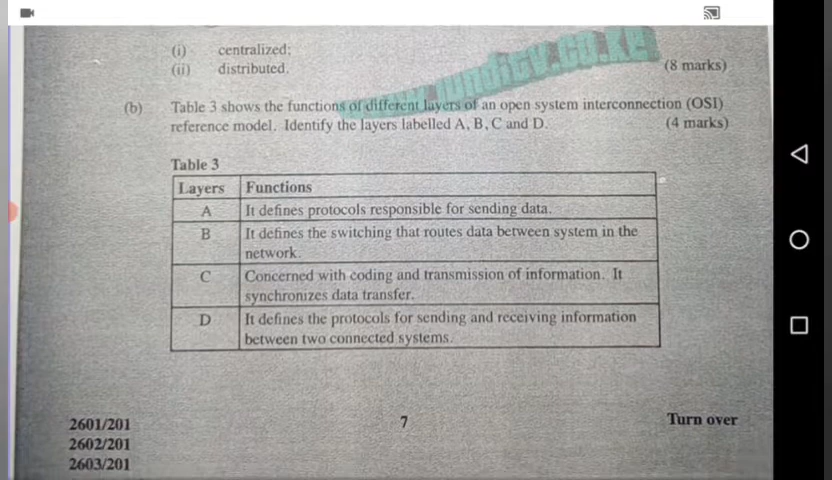 (i) centralized;
(ii) distributed. (8 marks)
(b) Table 3 shows the functions of different layers of an open system interconnection (OSI)
reference model. Identify the layers labelled A, B, C and D. (4 marks)
Table 3
Layers Functions
A It defines protocols responsible for sending data.
B It defines the switching that routes data between system in the
network.
C Concerned with coding and transmission of information. It
synchronizes data transfer.
D It defines the protocols for sending and receiving information
between two connected systems.
2601/201 7 Turn over
2602/201
2603/201